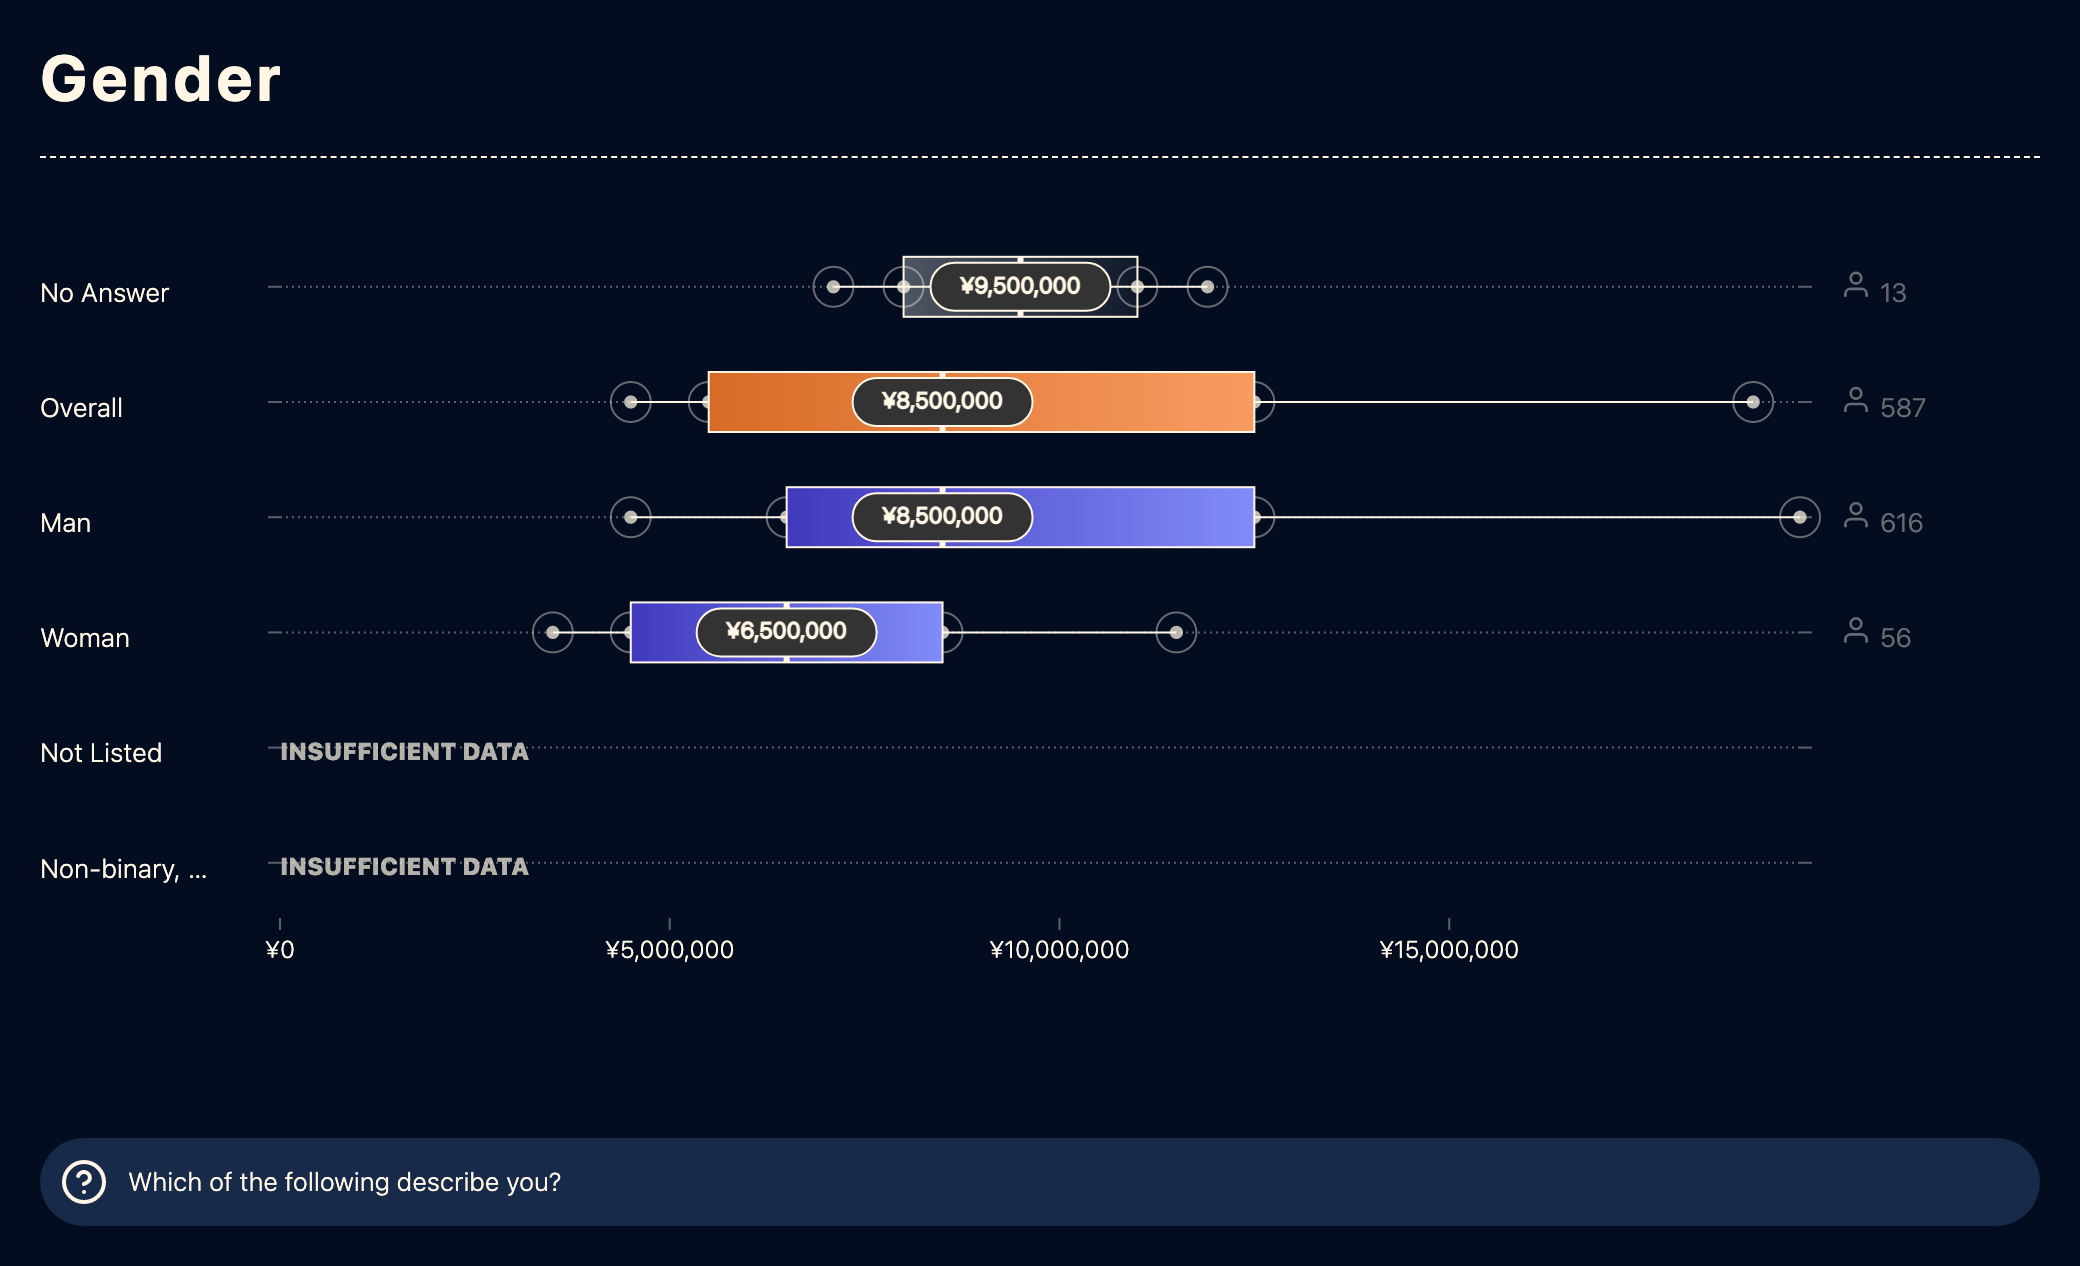 Gender
No Answer ¥9,500,000 13
Overall ¥8,500,000 587
Man ¥8,500,000 616
Woman ¥6,500,000 56
Not Listed INSUFFICIENT DATA
Non-binary, ... INSUFFICIENT DATA
¥0 ¥5,000,000 ¥10,000,000 ¥15,000,000
Which of the following describe you?